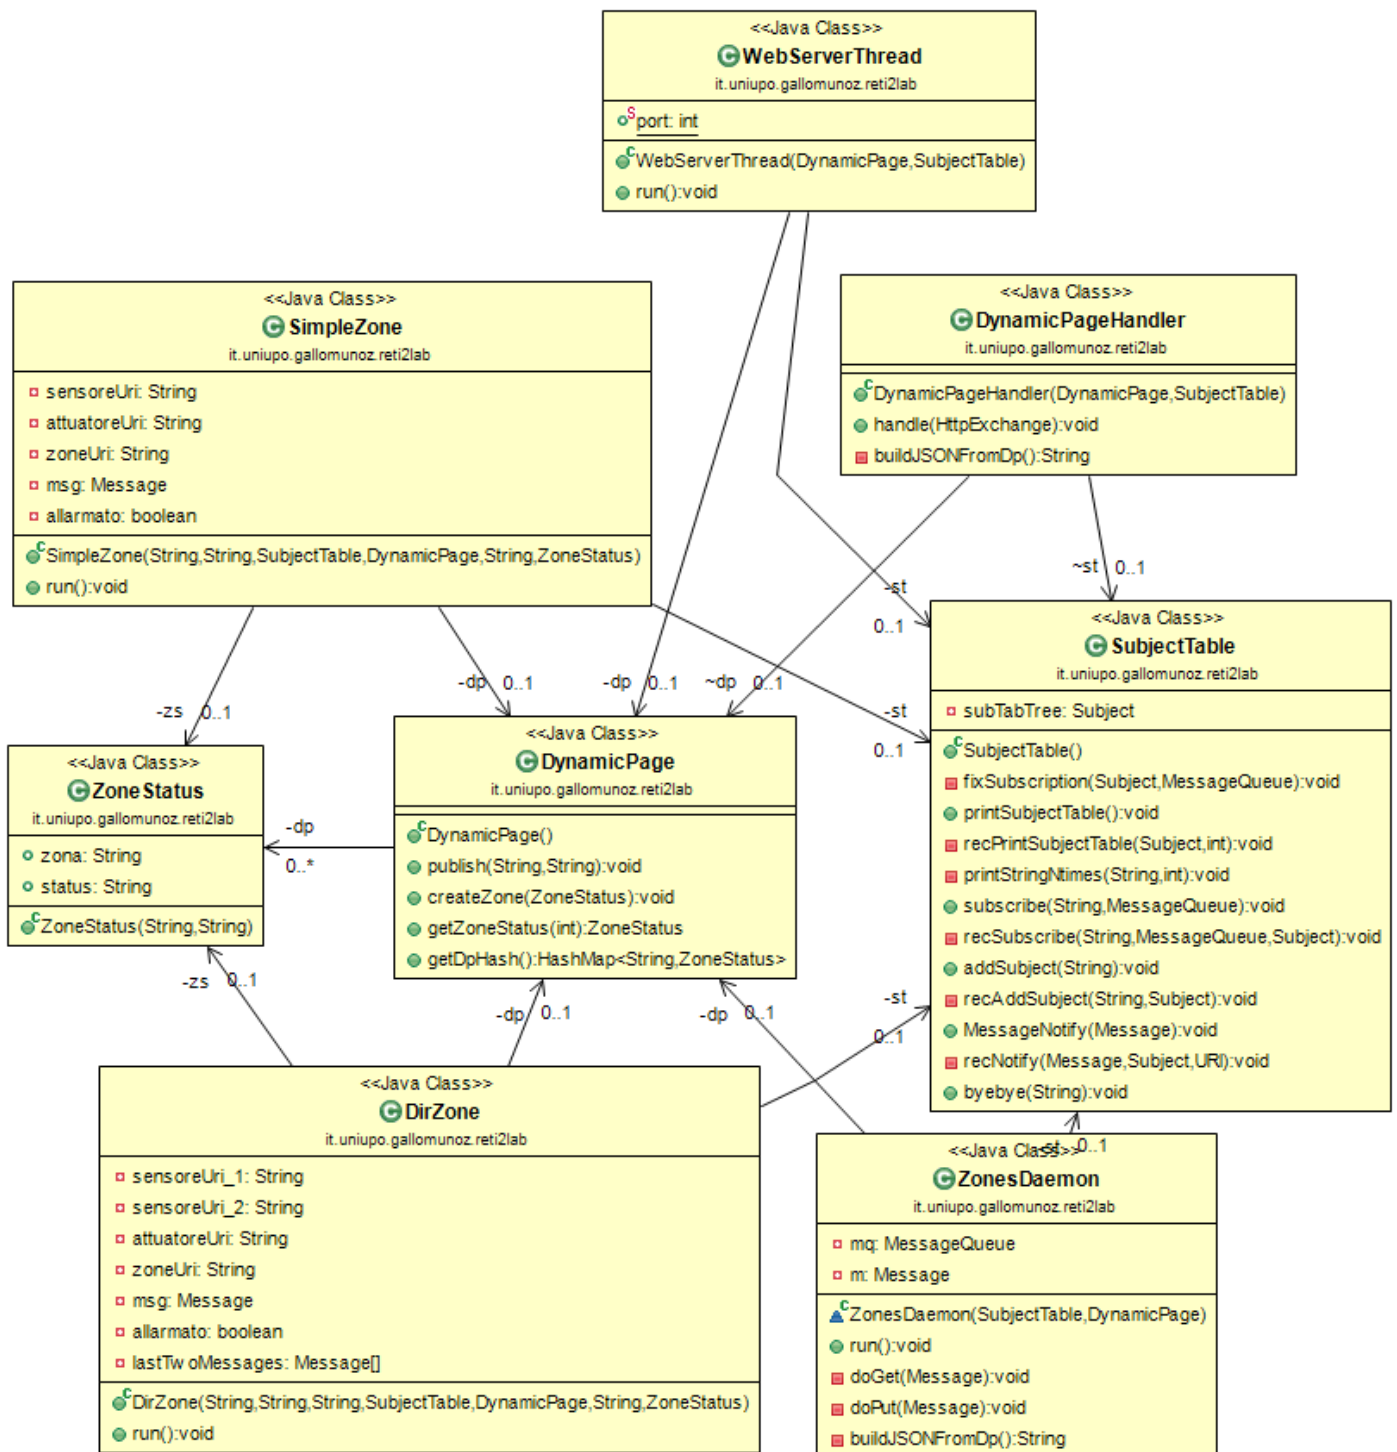 <<Java Class>>
WebServerThread
it.uniupo.gallomunoz.reti2lab
port: int
WebServerThread(DynamicPage,SubjectTable)
run():void
<<Java Class>>
SimpleZone
it.uniupo.gallomunoz.reti2lab
sensoreUri: String
attuatoreUri: String
zoneUri: String
msg: Message
allarmato: boolean
SimpleZone(String,String,SubjectTable,DynamicPage,String,ZoneStatus)
run():void
<<Java Class>>
DynamicPageHandler
it.uniupo.gallomunoz.reti2lab
DynamicPageHandler(DynamicPage,SubjectTable)
handle(HttpExchange):void
buildJSONFromDp():String
~st 0..1
-st
0..1
-zs 0..1
-dp 0..1
-dp 0..1
~dp 0..1
-st
0..1
<<Java Class>>
ZoneStatus
it.uniupo.gallomunoz.reti2lab
zona: String
status: String
ZoneStatus(String,String)
-dp
0..*
<<Java Class>>
DynamicPage
it.uniupo.gallomunoz.reti2lab
DynamicPage()
publish(String,String):void
createZone(ZoneStatus):void
getZoneStatus(int):ZoneStatus
getDpHash():HashMap<String,ZoneStatus>
<<Java Class>>
SubjectTable
it.uniupo.gallomunoz.reti2lab
subTabTree: Subject
SubjectTable()
fixSubscription(Subject,MessageQueue):void
printSubjectTable():void
recPrintSubjectTable(Subject,int):void
printStringNtimes(String,int):void
subscribe(String,MessageQueue):void
recSubscribe(String,MessageQueue,Subject):void
addSubject(String):void
recAddSubject(String,Subject):void
MessageNotify(Message):void
recNotify(Message,Subject,URI):void
byebye(String):void
-zs 0..1
-dp 0..1
-dp 0..1
-st
0..1
<<Java Class>>
DirZone
it.uniupo.gallomunoz.reti2lab
sensoreUri_1: String
sensoreUri_2: String
attuatoreUri: String
zoneUri: String
msg: Message
allarmato: boolean
lastTwoMessages: Message[]
DirZone(String,String,String,SubjectTable,DynamicPage,String,ZoneStatus)
run():void
-st 0..1
<<Java Class>>
ZonesDaemon
it.uniupo.gallomunoz.reti2lab
mq: MessageQueue
m: Message
ZonesDaemon(SubjectTable,DynamicPage)
run():void
doGet(Message):void
doPut(Message):void
buildJSONFromDp():String